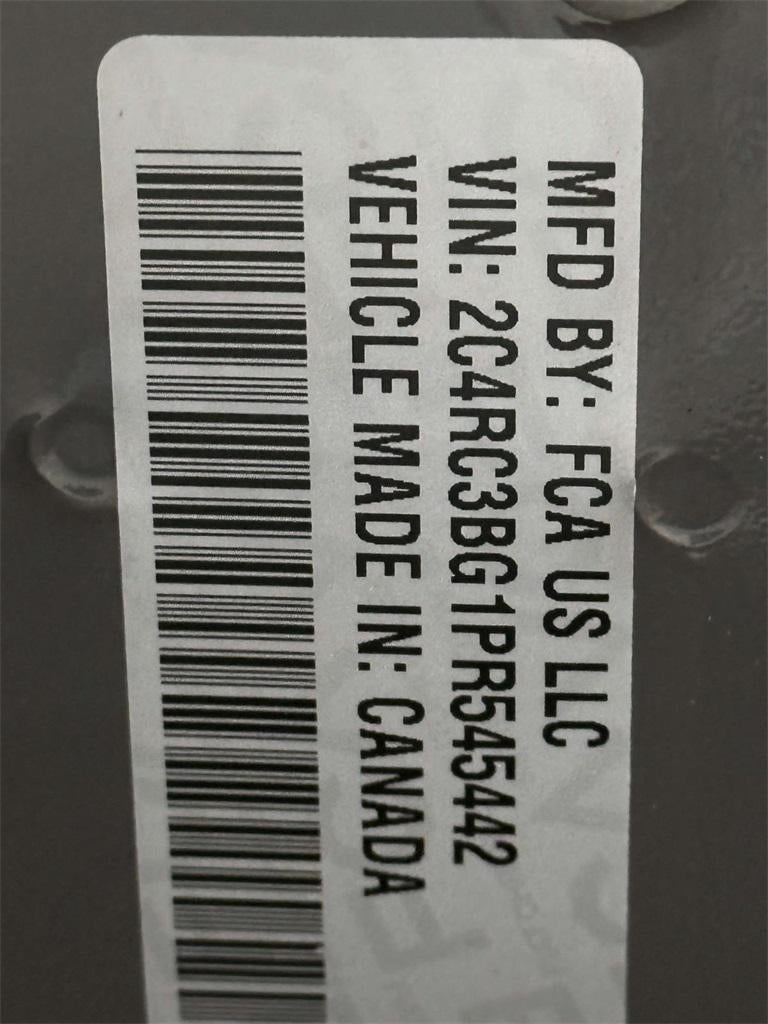 MFD BY: FCA US LLC
VIN: 2C4RC3BG1PR545442
VEHICLE MADE IN: CANADA